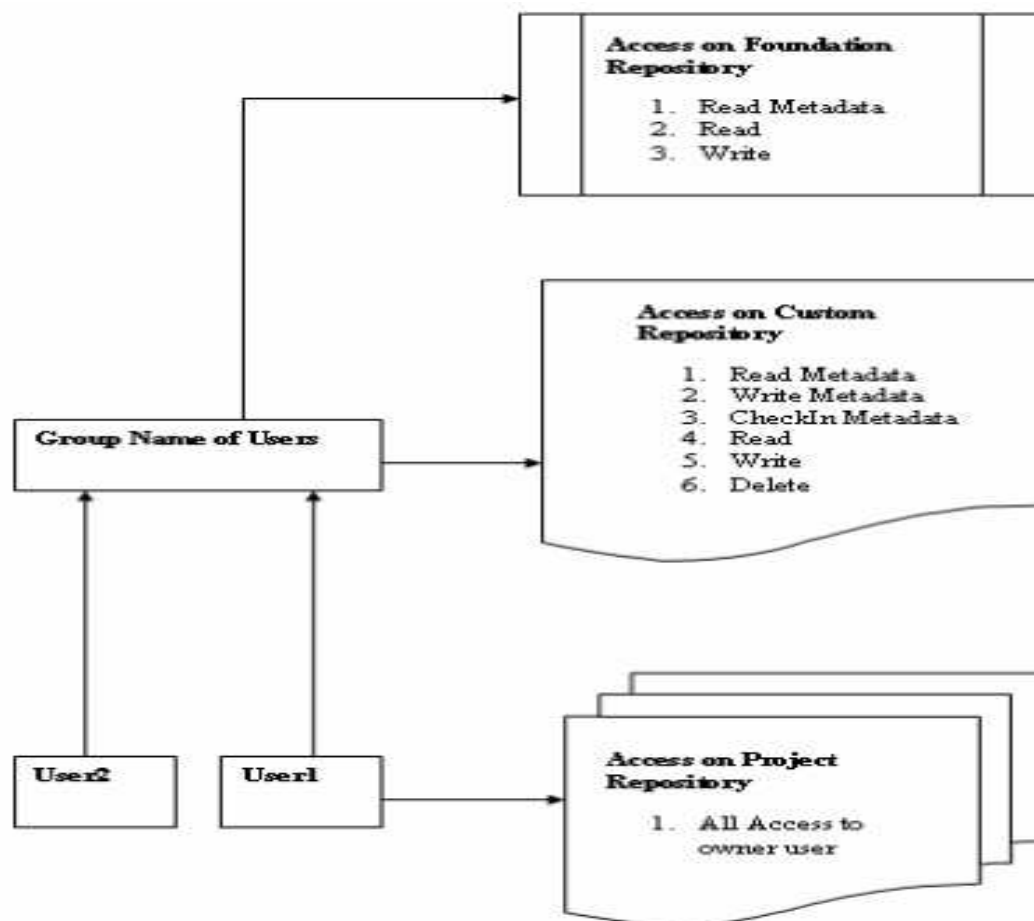 Access on Foundation
Repository
1. Read Metadata
2. Read
3. Write
Access on Custom
Repository
1. Read Metadata
2. Write Metadata
3. CheckIn Metadata
4. Read
5. Write
6. Delete
Group Name of Users
User2
User1
Access on Project
Repository
1. All Access to
owner user